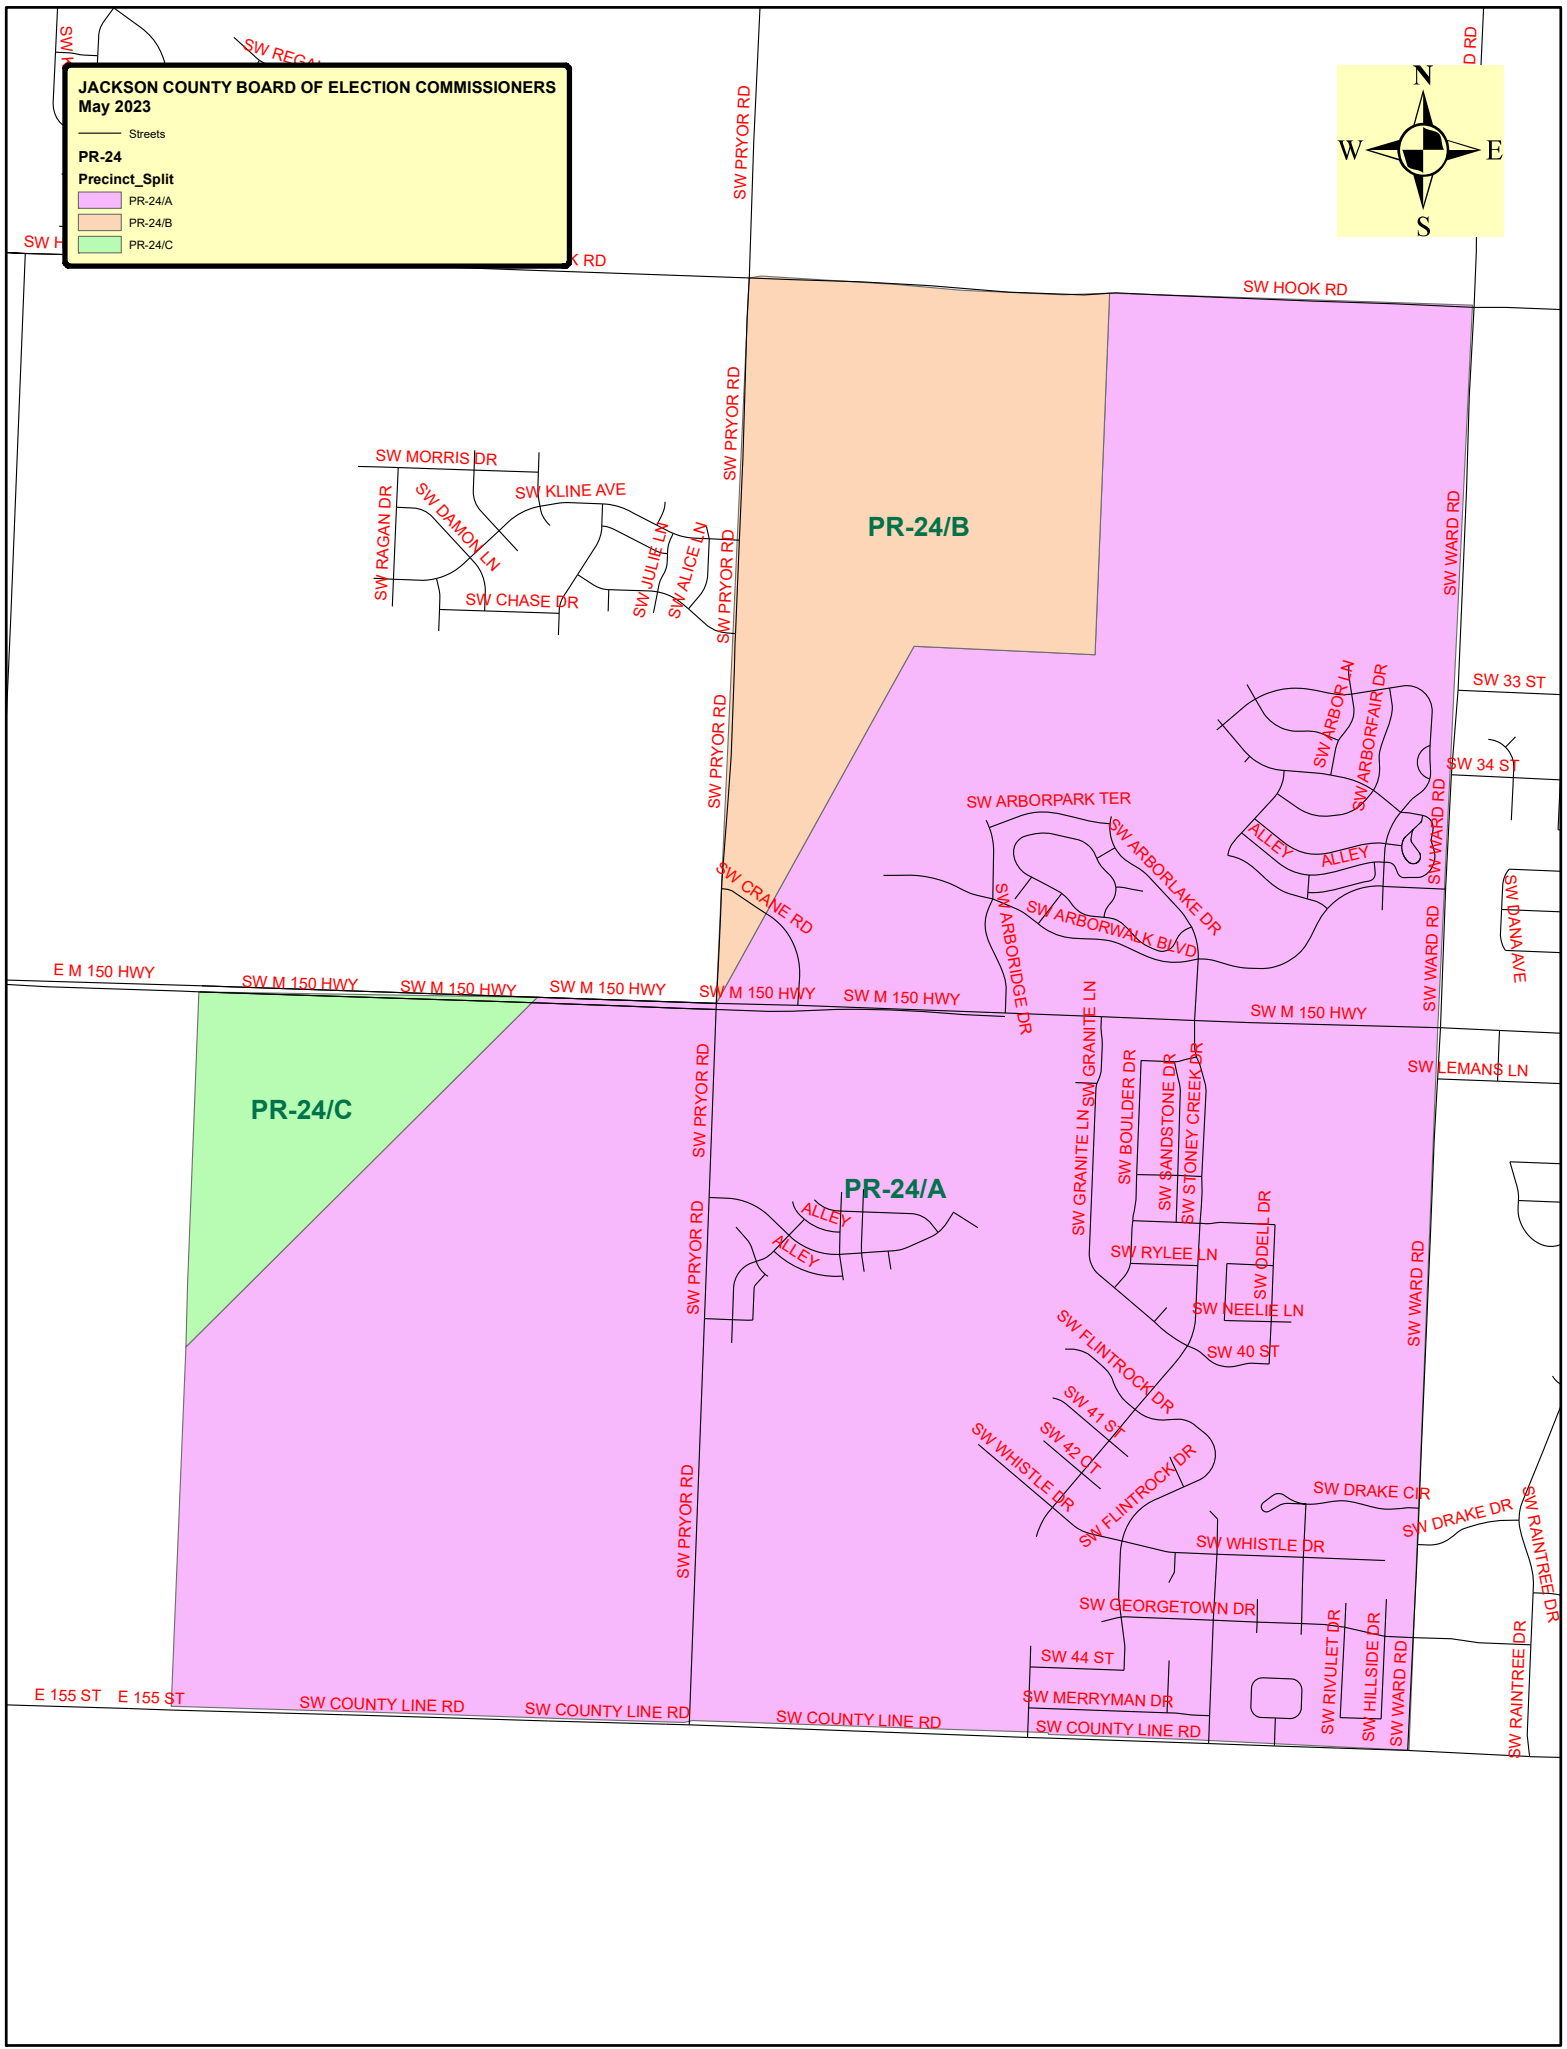 SW REGA
D RD
JACKSON COUNTY BOARD OF ELECTION COMMISSIONERS
May 2023
Streets
PR-24
Precinct_Split
PR-24/A
PR-24/B
PR-24/C
N
W
E
S
SW PRYOR RD
SW H
K RD
SW HOOK RD
SW PRYOR RD
SW MORRIS DR
SW KLINE AVE
SW RAGAN DR
SW DAMON LN
SW JULIE LN
SW ALICE LN
SW PRYOR RD
SW CHASE DR
PR-24/B
SW WARD RD
SW 33 ST
SW ARBOR LN
SW ARBORFAIR DR
SW PRYOR RD
SW 34 ST
SW ARBORPARK TER
SW ARBORLAKE DR
ALLEY
ALLEY
SW WARD RD
SW CRANE RD
SW ARBORWALK BLVD
SW ARBORIDGE DR
SW DANA AVE
SW WARD RD
E M 150 HWY
SW M 150 HWY
SW M 150 HWY
SW M 150 HWY
SW M 150 HWY
SW M 150 HWY
SW M 150 HWY
SW GRANITE LN
SW LEMANS LN
PR-24/C
SW PRYOR RD
SW BOULDER DR
SW SANDSTONE DR
SW STONEY CREEK DR
SW GRANITE LN
PR-24/A
ALLEY
ALLEY
SW PRYOR RD
SW RYLEE LN
SW ODELL DR
SW WARD RD
SW NEELIE LN
SW 40 ST
SW FLINTROCK DR
SW 41 ST
SW 42 CT
SW WHISTLE DR
SW FLINTROCK DR
SW PRYOR RD
SW DRAKE CIR
SW DRAKE DR
SW RAINTREE DR
SW WHISTLE DR
SW GEORGETOWN DR
SW RIVULET DR
SW HILLSIDE DR
SW WARD RD
SW RAINTREE DR
SW 44 ST
SW MERRYMAN DR
E 155 ST
E 155 ST
SW COUNTY LINE RD
SW COUNTY LINE RD
SW COUNTY LINE RD
SW COUNTY LINE RD